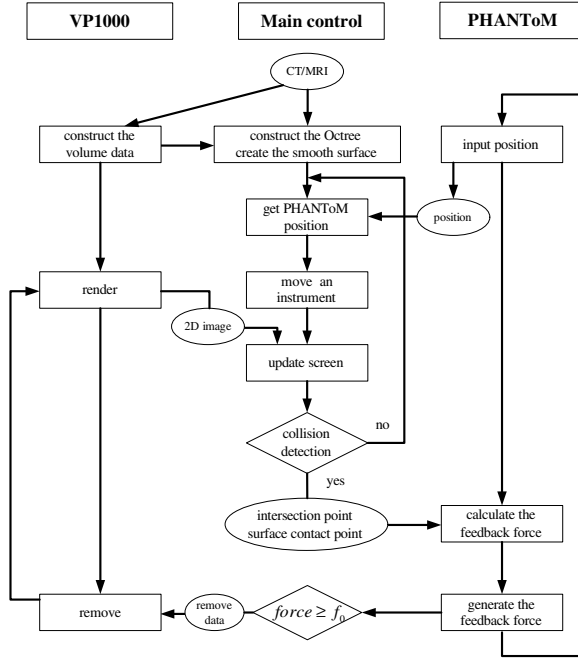 VP1000
Main control
PHANToM
CT/MRI
construct the
volume data
construct the Octree
create the smooth surface
input position
get PHANToM
position
position
render
move an
instrument
2D image
update screen
collision
detection
no
yes
intersection point
surface contact point
calculate the
feedback force
remove
remove
data
force ≥ f₀
generate the
feedback force